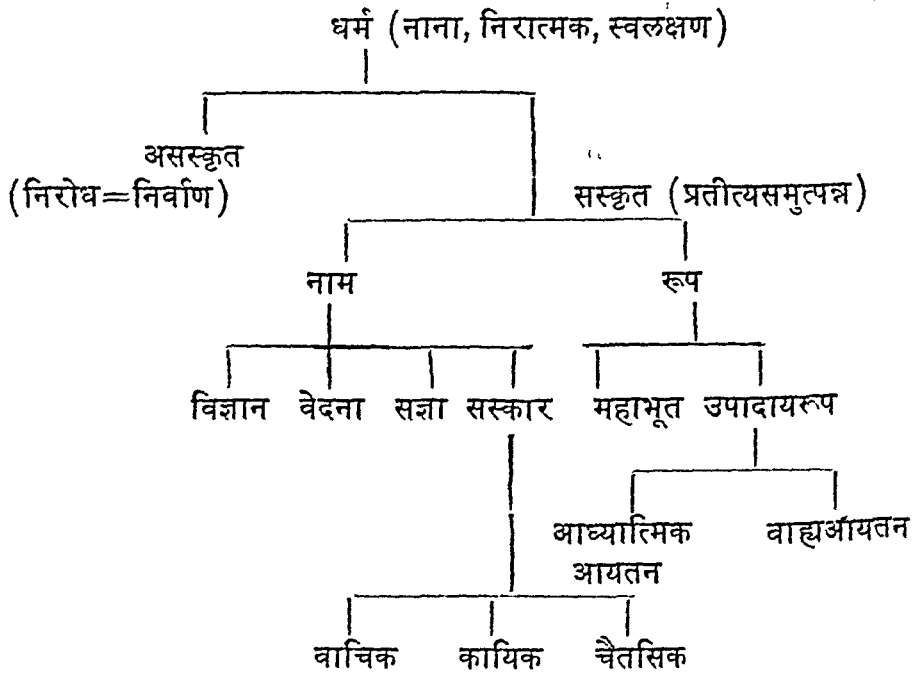 धर्म (नाना, निरात्मक, स्वलक्षण)
असस्कृत
(निरोध=निर्वाण)
सस्कृत (प्रतीत्यसमुत्पन्न)
नाम
रूप
विज्ञान वेदना सज्ञा सस्कार महाभूत उपादायरूप
आध्यात्मिक
आयतन
वाह्यआयतन
वाचिक कायिक चैतसिक